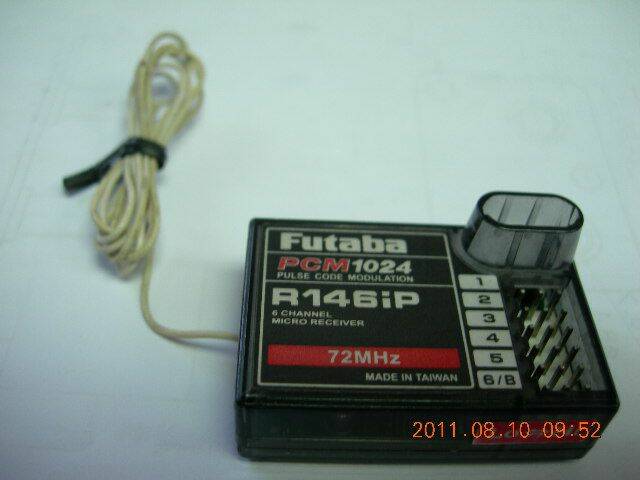 Futaba
PCM1024
PULSE CODE MODULATION
R146iP
6 CHANNEL
MICRO RECEIVER
72MHz
MADE IN TAIWAN
1
2
3
4
5
6/B
2011.08.10 09:52